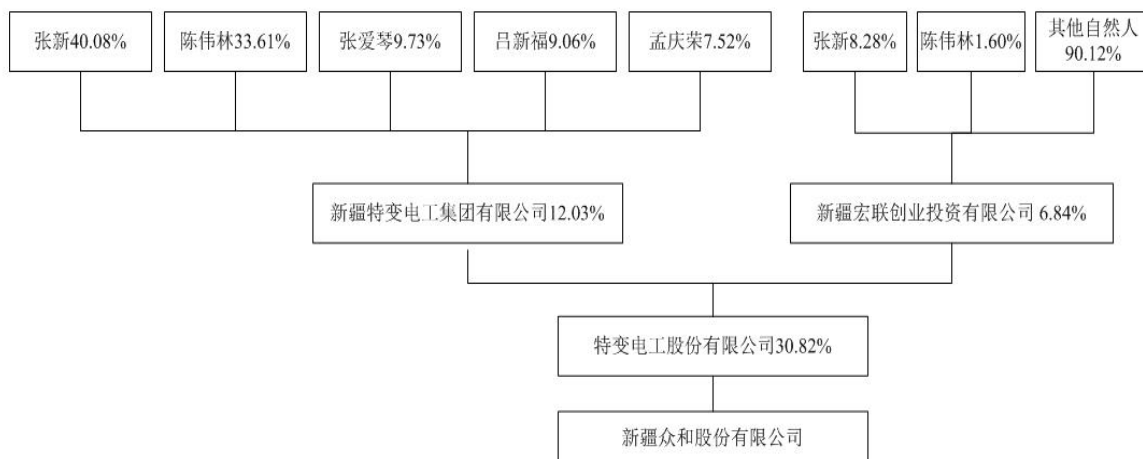 张新40.08%
陈伟林33.61%
张爱琴9.73%
吕新福9.06%
孟庆荣7.52%
张新8.28%
陈伟林1.60%
其他自然人
90.12%
新疆特变电工集团有限公司12.03%
新疆宏联创业投资有限公司 6.84%
特变电工股份有限公司30.82%
新疆众和股份有限公司